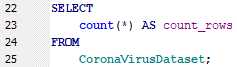 22 SELECT
23 count(*) AS count_rows
24 FROM
25 CoronaVirusDataset;